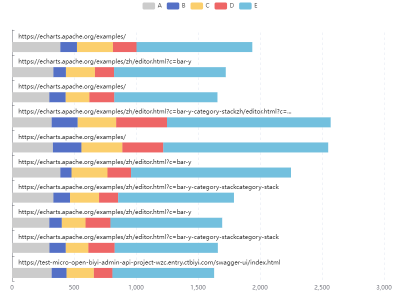 A B C D E
https://echarts.apache.org/examples/
https://echarts.apache.org/examples/zh/editor.html?c=bar-y
https://echarts.apache.org/examples/
https://echarts.apache.org/examples/zh/editor.html?c=bar-y-category-stackzh/editor.html?c=...
https://echarts.apache.org/examples/
https://echarts.apache.org/examples/zh/editor.html?c=bar-y
https://echarts.apache.org/examples/zh/editor.html?c=bar-y-category-stackcategory-stack
https://echarts.apache.org/examples/zh/editor.html?c=bar-y
https://echarts.apache.org/examples/zh/editor.html?c=bar-y-category-stackcategory-stack
https://test-micro-open-biyi-admin-api-project-wzc.entry.ctbiyi.com/swagger-ui/index.html
0 500 1,000 1,500 2,000 2,500 3,000